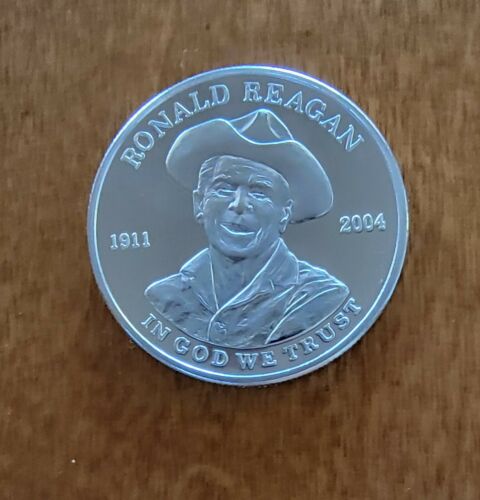 RONALD REAGAN
1911
2004
IN GOD WE TRUST